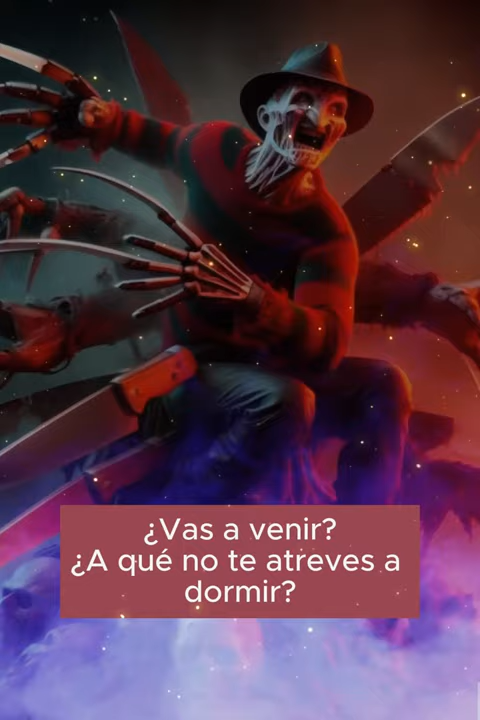 ¿Vas a venir?
¿A qué no te atreves a
dormir?